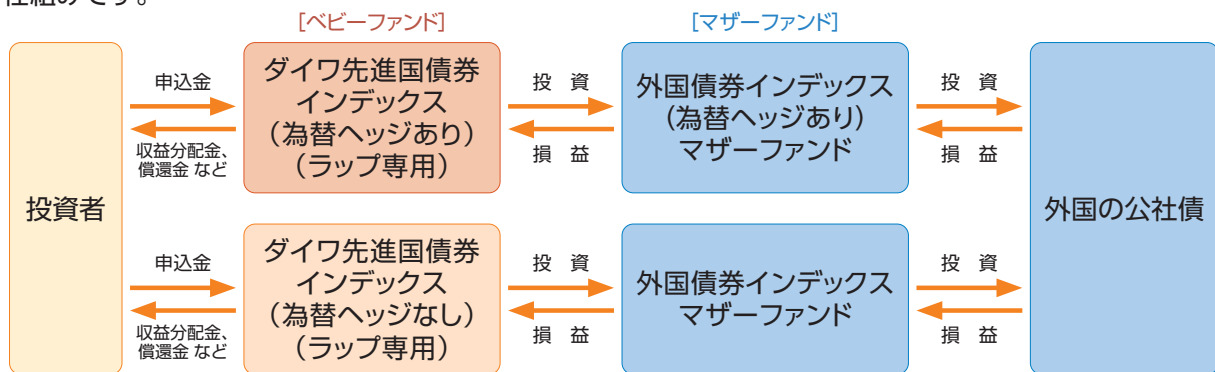 仕組みです。
[ベビーファンド]
[マザーファンド]
投資者
申込金
収益分配金、
償還金 など
ダイワ先進国債券
インデックス
（為替ヘッジあり）
（ラップ専用）
投 資
損 益
外国債券インデックス
（為替ヘッジあり）
マザーファンド
投 資
損 益
申込金
収益分配金、
償還金 など
ダイワ先進国債券
インデックス
（為替ヘッジなし）
（ラップ専用）
投 資
損 益
外国債券インデックス
マザーファンド
投 資
損 益
外国の公社債